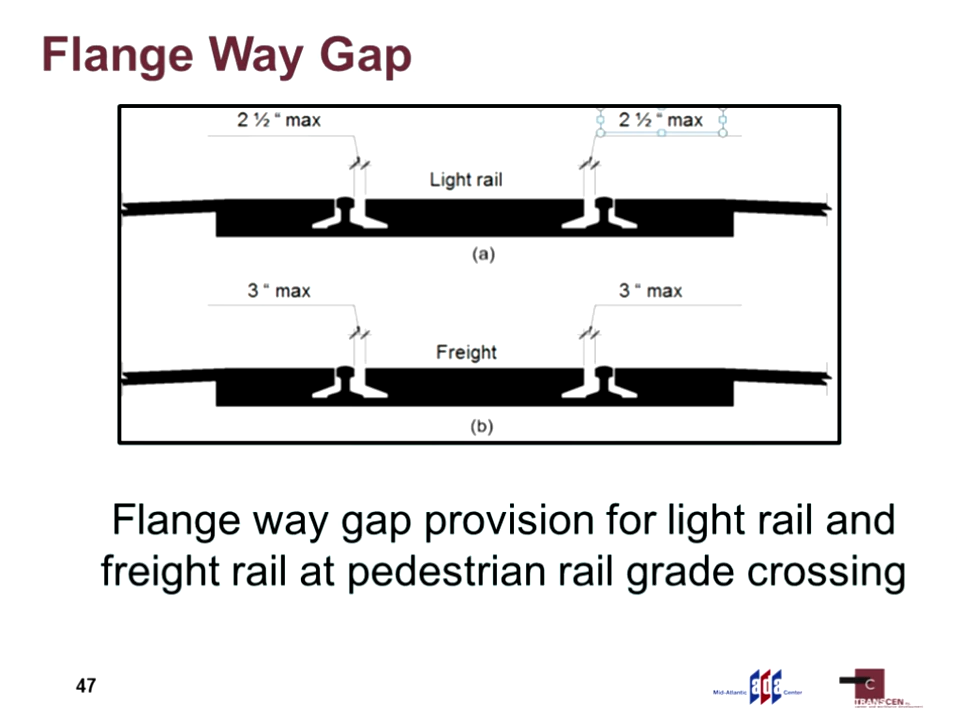 Flange Way Gap
2 ½ “ max
2 ½ “ max
Light rail
(a)
3 “ max
3 “ max
Freight
(b)
Flange way gap provision for light rail and
freight rail at pedestrian rail grade crossing
47
Mid-Atlantic ada Center
C
TRANSCEN